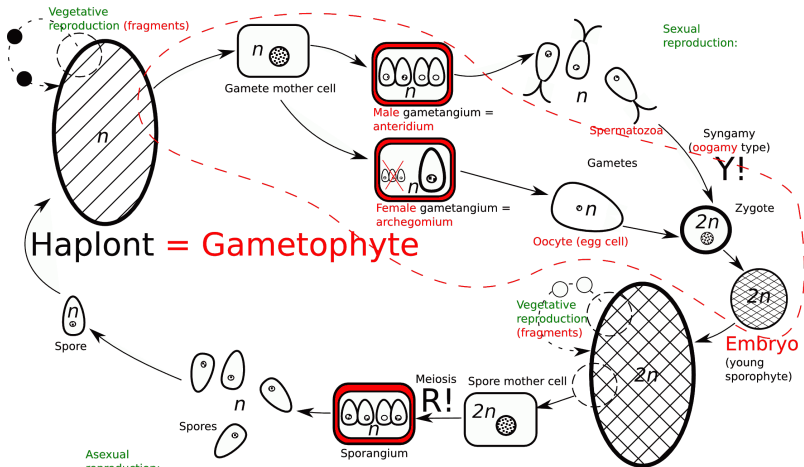 Vegetative
reproduction (fragments)
Sexual
reproduction:
n
Gamete mother cell
n
Male gametangium =
anteridium
n
Spermatozoa
n
Syngamy
(oogamy type)
Y!
Gametes
n
Female gametangium =
archegomium
n
Oocyte (egg cell)
2n
Zygote
Haplont = Gametophyte
2n
Embryo
(young
sporophyte)
Vegetative
reproduction
(fragments)
2n
n
Spore
Meiosis
R!
Spore mother cell
2n
n
Sporangium
n
Spores
Asexual
reproduction: